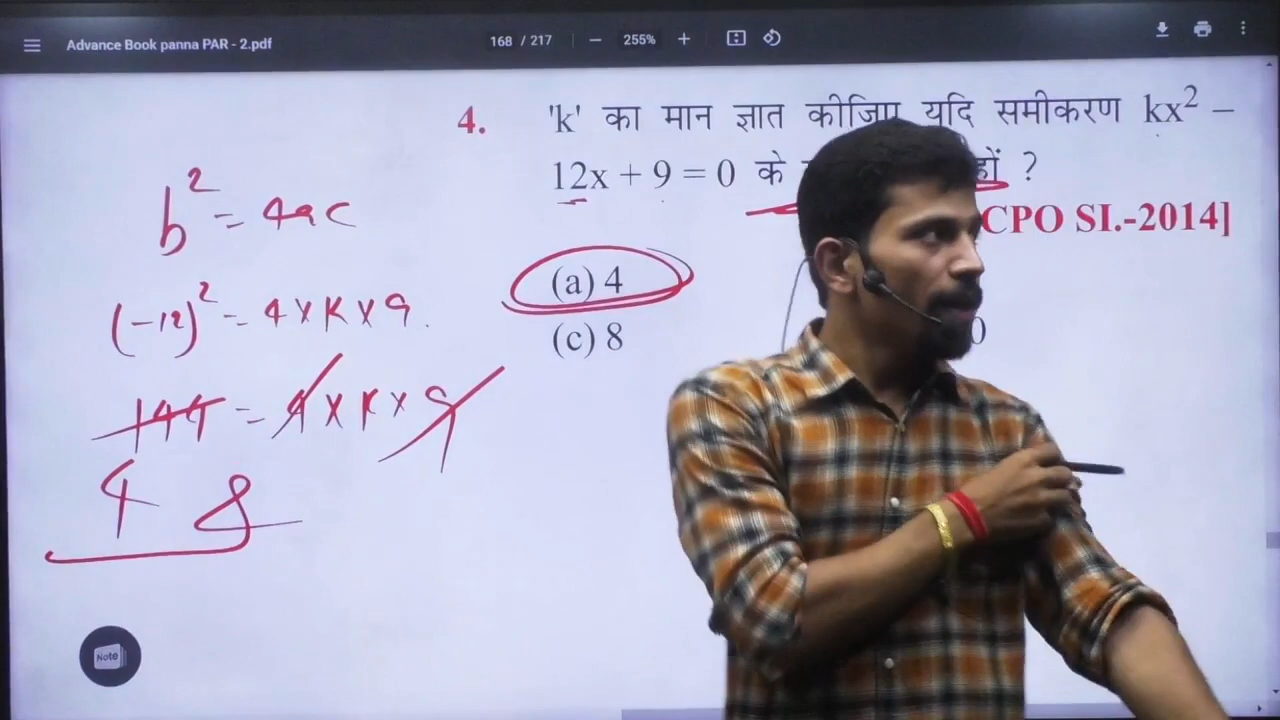 Advance Book panna PAR - 2.pdf
168 / 217
255%
4. 'k' का मान ज्ञात कीजिए यदि समीकरण kx² –
12x + 9 = 0 के हों ?
CPO SI.-2014]
(a) 4
(c) 8
0
b² = 4ac
(-12)² = 4 × K × 9.
144 = 4 × K × 9
4
Note